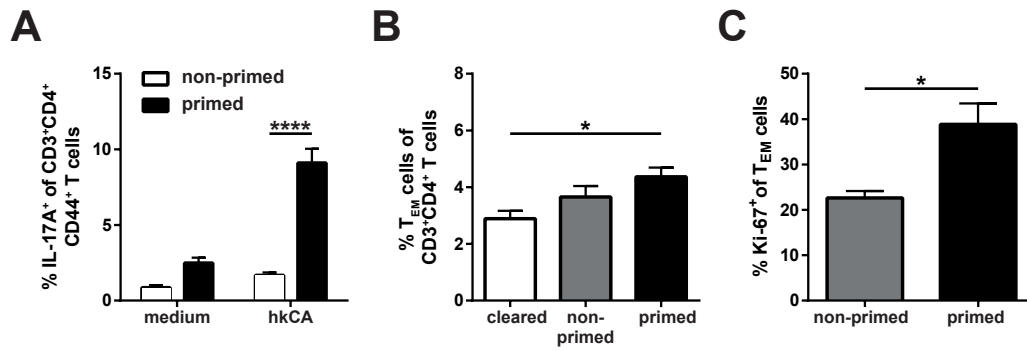 A
% IL-17A⁺ of CD3⁺CD4⁺
CD44⁺ T cells
15
10
5
0
non-primed
primed
****
medium
hkCA
B
% T_EM cells of
CD3⁺CD4⁺ T cells
8
6
4
2
0
*
cleared
non-
primed
primed
C
% Ki-67⁺ of T_EM cells
50
40
30
20
10
0
*
non-primed
primed